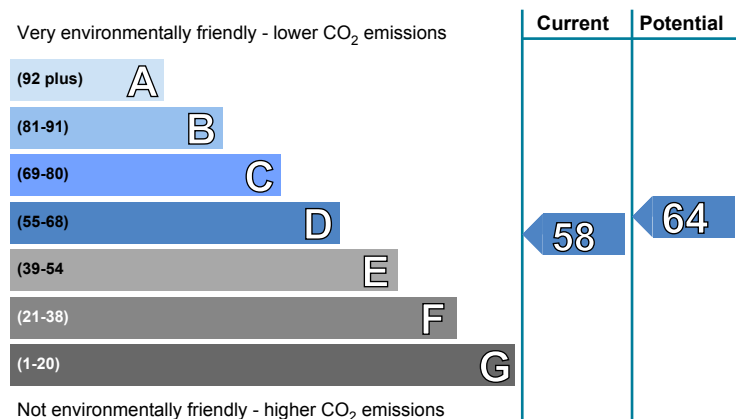 Very environmentally friendly - lower CO₂ emissions
Current
Potential
(92 plus) A
(81-91) B
(69-80) C
(55-68) D
(39-54 E
(21-38) F
(1-20) G
58
64
Not environmentally friendly - higher CO₂ emissions